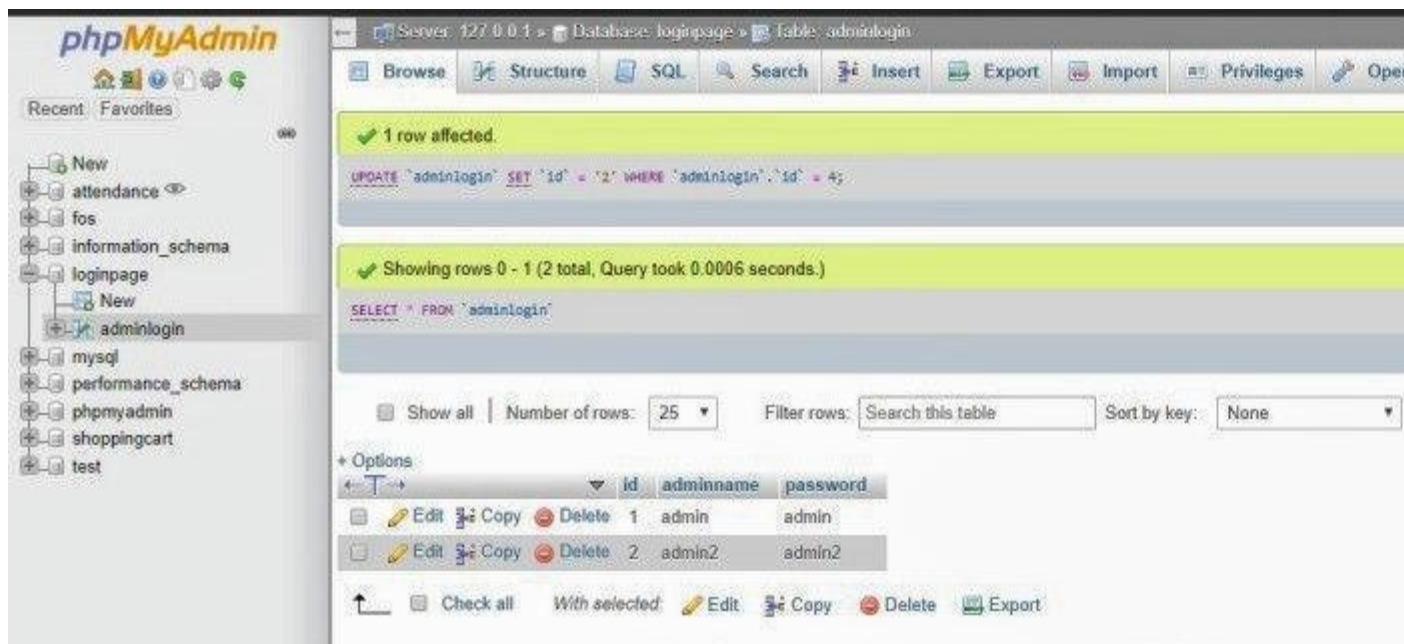 phpMyAdmin
Recent Favorites
New
attendance
fos
information_schema
loginpage
New
adminlogin
mysql
performance_schema
phpmyadmin
shoppingcart
test
Server: 127.0.0.1 » Database: loginpage » Table: adminlogin
Browse Structure SQL Search Insert Export Import Privileges Oper
1 row affected.
UPDATE `adminlogin` SET `id` = '2' WHERE `adminlogin`.`id` = 4;
Showing rows 0 - 1 (2 total, Query took 0.0006 seconds.)
SELECT * FROM `adminlogin`
Show all | Number of rows: 25 Filter rows: Search this table Sort by key: None
+ Options
←T→ id adminname password
Edit Copy Delete 1 admin admin
Edit Copy Delete 2 admin2 admin2
Check all With selected: Edit Copy Delete Export